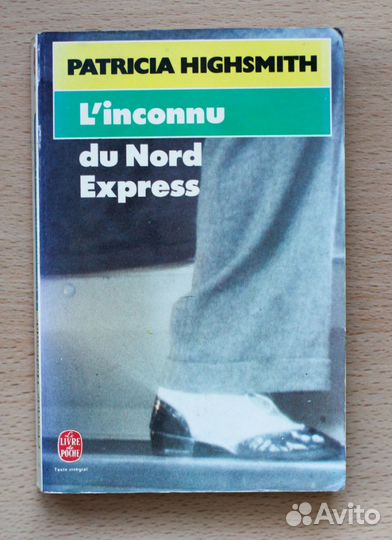 PATRICIA HIGHSMITH
L'inconnu
du Nord
Express
Le
LIVRE
de
POCHE
Texte intégral
Avito